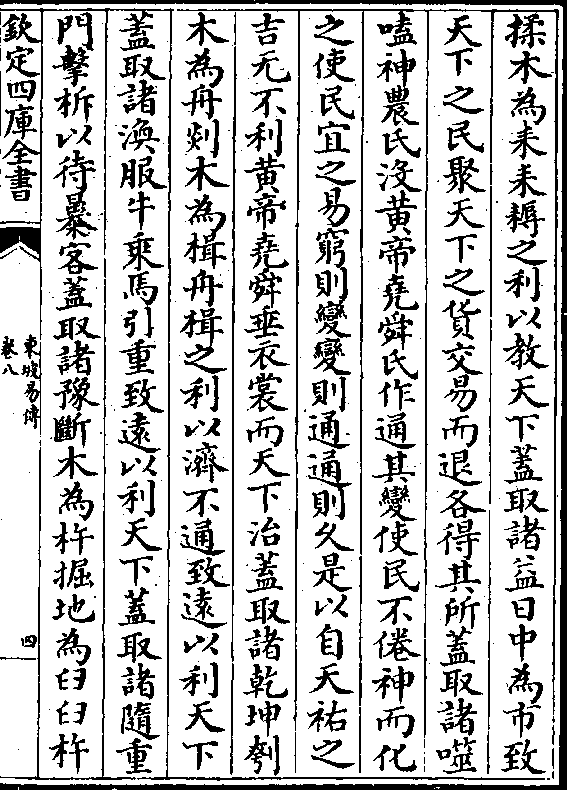 揉木為耒耒耨之利以教天下蓋取諸益日中為市致
天下之民聚天下之貨交易而退各得其所蓋取諸噬
嗑神農氏沒黃帝堯舜氏作通其變使民不倦神而化
之使民宜之易窮則變變則通通則久是以自天祐之
吉无不利黃帝堯舜垂衣裳而天下治蓋取諸乾坤刳
木為舟剡木為楫舟楫之利以濟不通致遠以利天下
蓋取諸渙服牛乘馬引重致遠以利天下蓋取諸隨重
門擊柝以待暴客蓋取諸豫斷木為杵掘地為臼臼杵
欽定四庫全書
東坡易傳
卷八
四